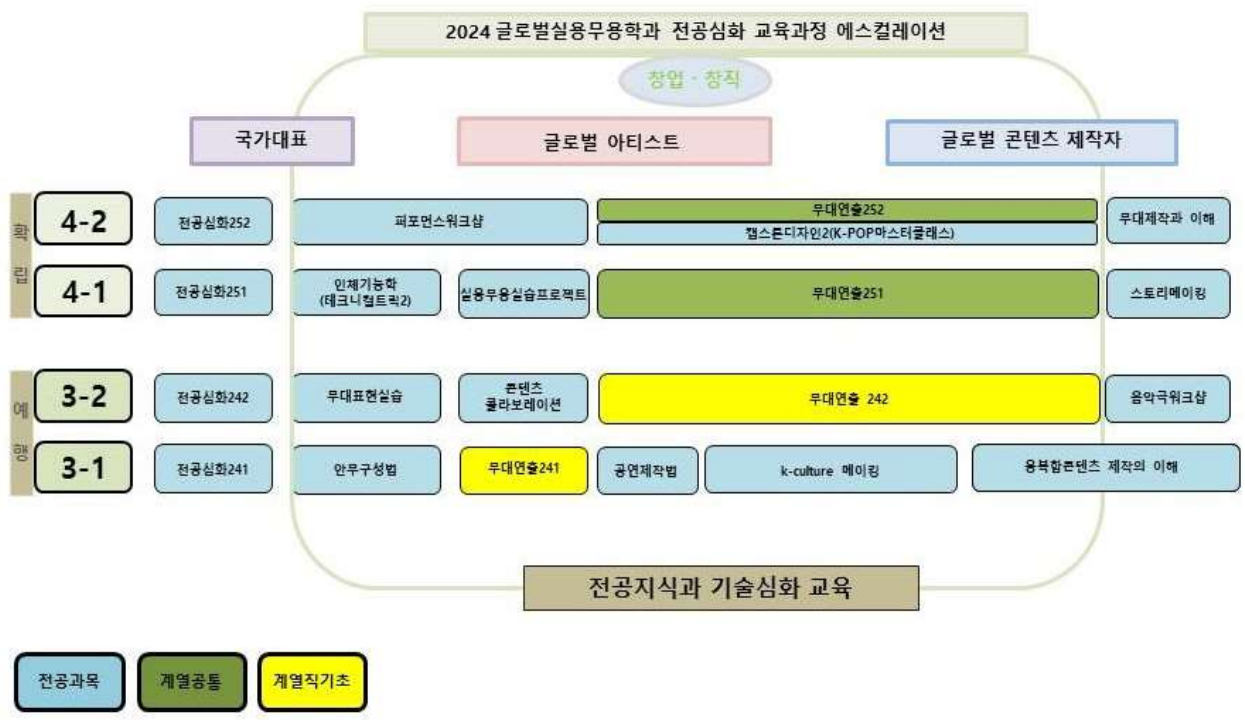 2024 글로벌실용무용학과 전공심화 교육과정 에스컬레이션
창업 · 창직
국가대표
글로벌 아티스트
글로벌 콘텐츠 제작자
확립
4-2
전공심화252
퍼포먼스워크샵
무대연출252
캡스톤디자인2(K-POP마스터클래스)
무대제작과 이해
4-1
전공심화251
인체기능학
(테크니컬트릭2)
실용무용실습프로젝트
무대연출251
스토리메이킹
예행
3-2
전공심화242
무대표현실습
콘텐츠
콜라보레이션
무대연출 242
음악극워크샵
3-1
전공심화241
안무구성법
무대연출241
공연제작법
k-culture 메이킹
융복합콘텐츠 제작의 이해
전공지식과 기술심화 교육
전공과목
계열공통
계열직기초